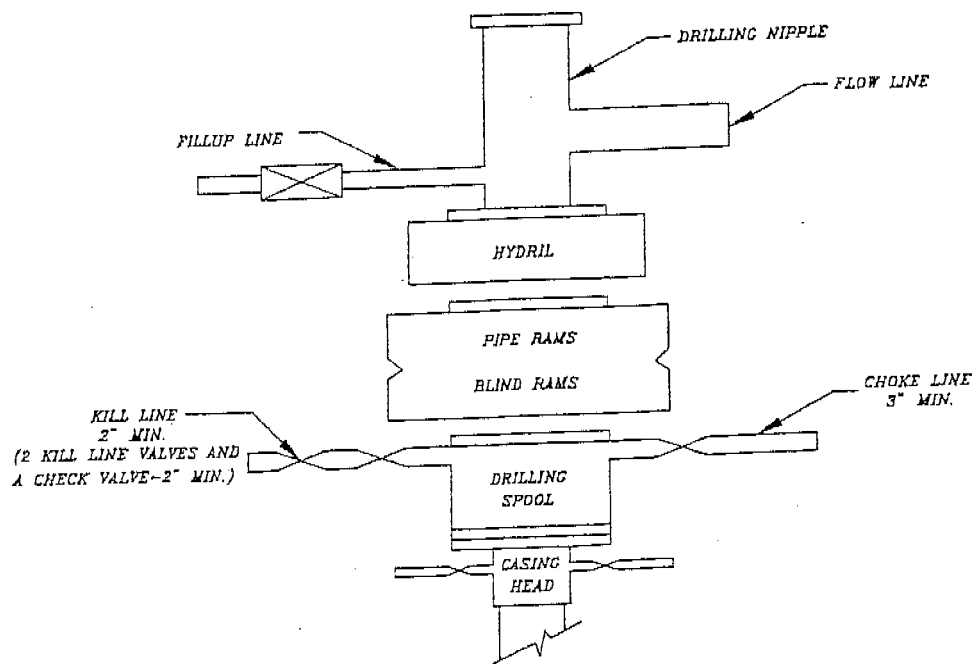 DRILLING NIPPLE
FLOW LINE
FILLUP LINE
HYDRIL
PIPE RAMS
BLIND RAMS
CHOKE LINE
3" MIN.
KILL LINE
2" MIN.
(2 KILL LINE VALVES AND
A CHECK VALVE-2" MIN.)
DRILLING
SPOOL
CASING
HEAD